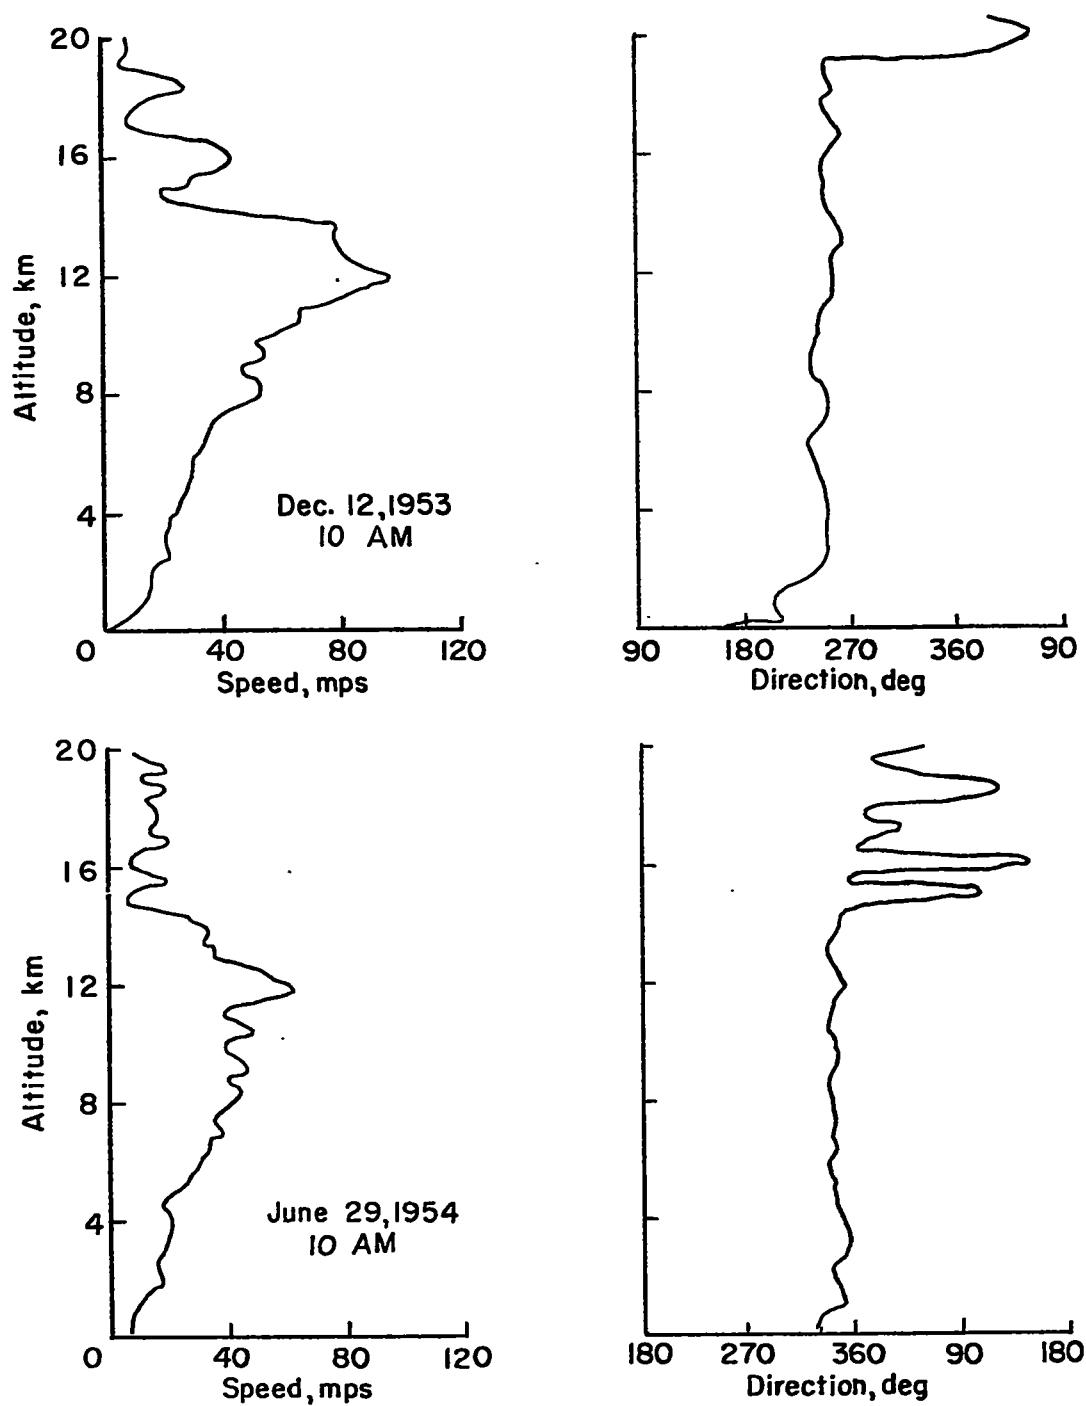 20
16
12
8
4
Altitude, km
Dec. 12,1953
10 AM
0 40 80 120
Speed, mps
90 180 270 360 90
Direction, deg
20
16
12
8
4
Altitude, km
June 29,1954
10 AM
0 40 80 120
Speed, mps
180 270 360 90 180
Direction, deg